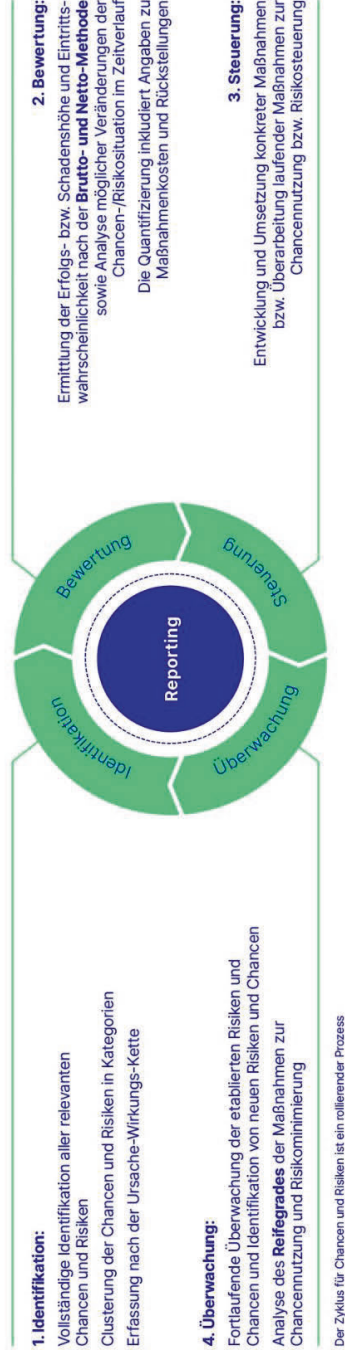 1. Identifikation:
Vollständige Identifikation aller relevanten
Chancen und Risiken
Clusterung der Chancen und Risiken in Kategorien
Erfassung nach der Ursache-Wirkungs-Kette
2. Bewertung:
Ermittlung der Erfolgs- bzw. Schadenshöhe und Eintritts-
wahrscheinlichkeit nach der Brutto- und Netto-Methode
sowie Analyse möglicher Veränderungen der
Chancen-/Risikosituation im Zeitverlauf
Die Quantifizierung inkludiert Angaben zu
Maßnahmenkosten und Rückstellungen
Identifikation
Bewertung
Reporting
Überwachung
Steuerung
3. Steuerung:
Entwicklung und Umsetzung konkreter Maßnahmen
bzw. Überarbeitung laufender Maßnahmen zur
Chancennutzung bzw. Risikosteuerung
4. Überwachung:
Fortlaufende Überwachung der etablierten Risiken und
Chancen und Identifikation von neuen Risiken und Chancen
Analyse des Reifegrades der Maßnahmen zur
Chancennutzung und Risikominimierung
Der Zyklus für Chancen und Risiken ist ein rollierender Prozess